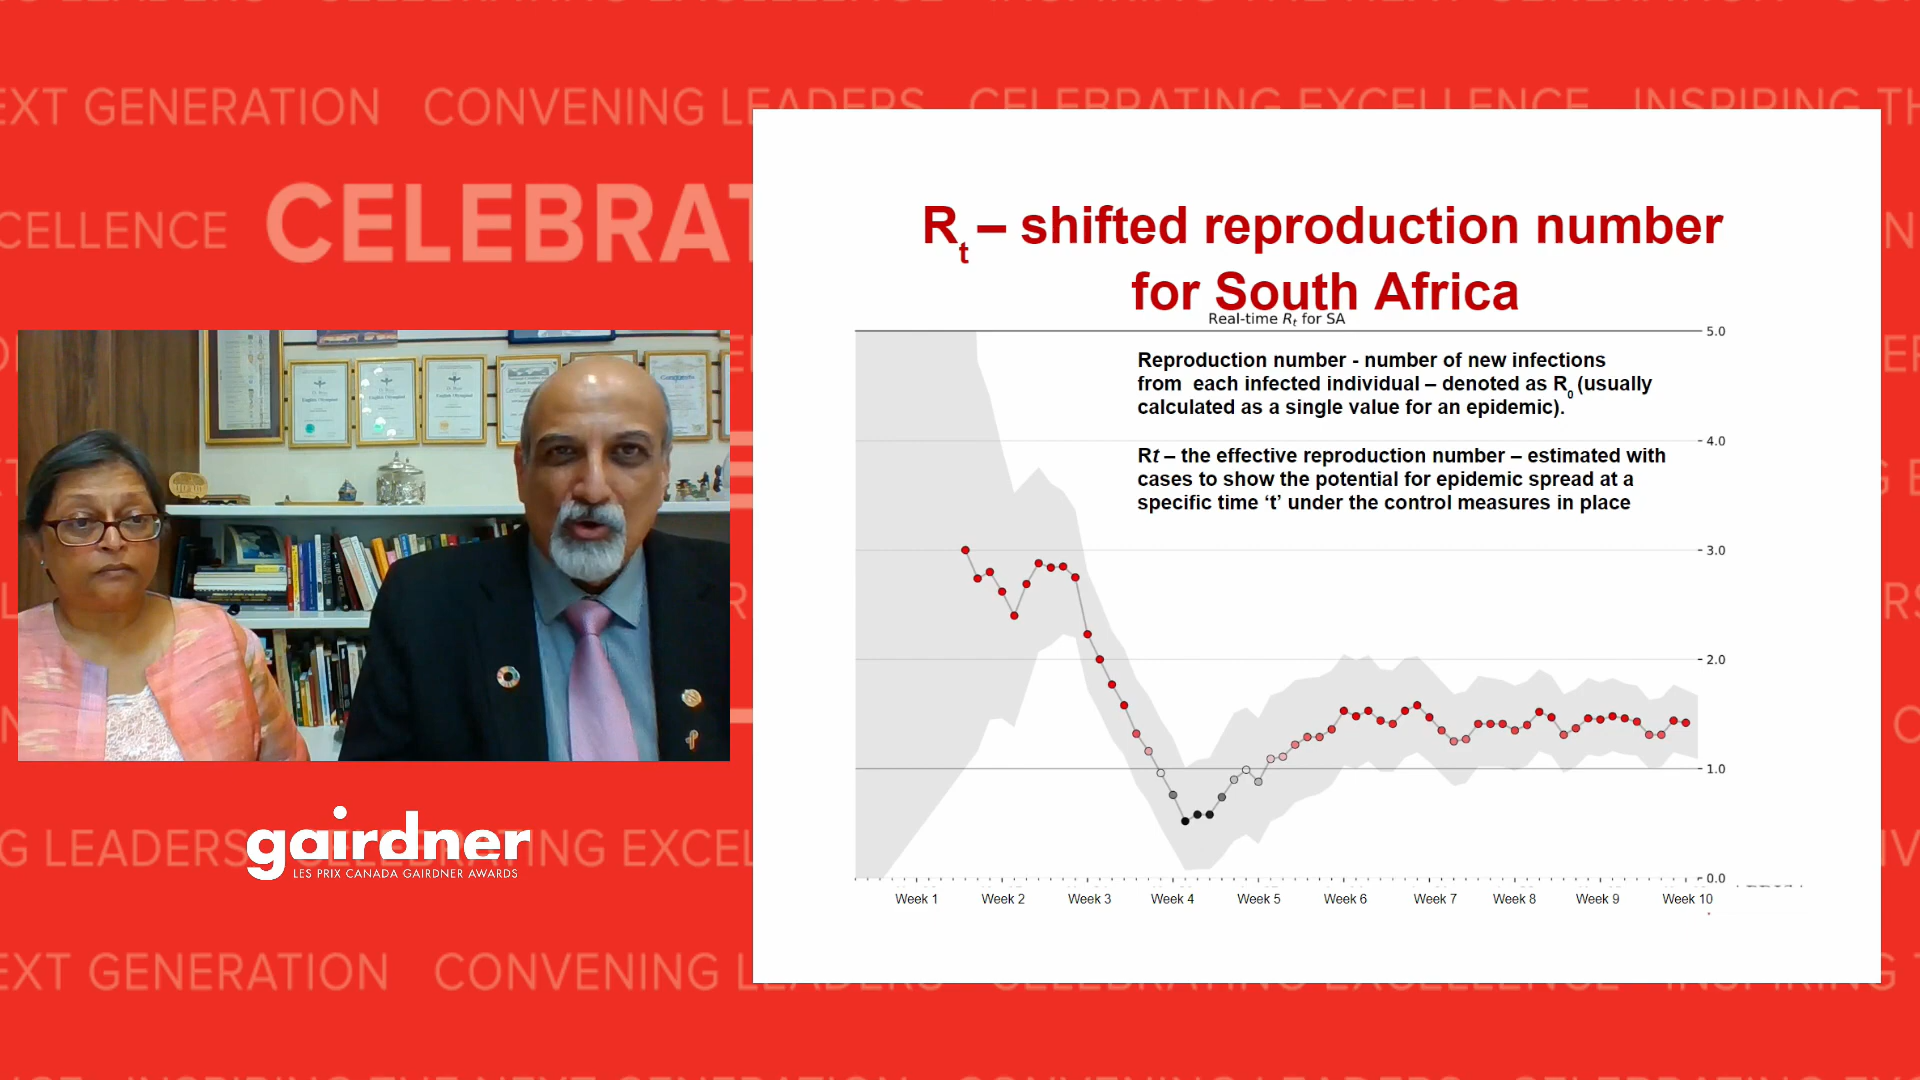 EXT GENERATION CONVENING LEADERS CELEBRATING EXCELLENCE INSPIRING TH
CELLENCE CELEBRAT
R – shifted reproduction number
t
for South Africa
Real-time Rt for SA
Reproduction number - number of new infections
from each infected individual – denoted as R0 (usually
calculated as a single value for an epidemic).
Rt – the effective reproduction number – estimated with
cases to show the potential for epidemic spread at a
specific time ‘t’ under the control measures in place
5.0
4.0
3.0
2.0
1.0
0.0
Week 1 Week 2 Week 3 Week 4 Week 5 Week 6 Week 7 Week 8 Week 9 Week 10
gairdner
LES PRIX CANADA GAIRDNER AWARDS
NG LEADERS CELEBRATING EXCEL
EXT GENERATION CONVENING LEADERS CELEBRATING EXCELLENCE INSPIRING